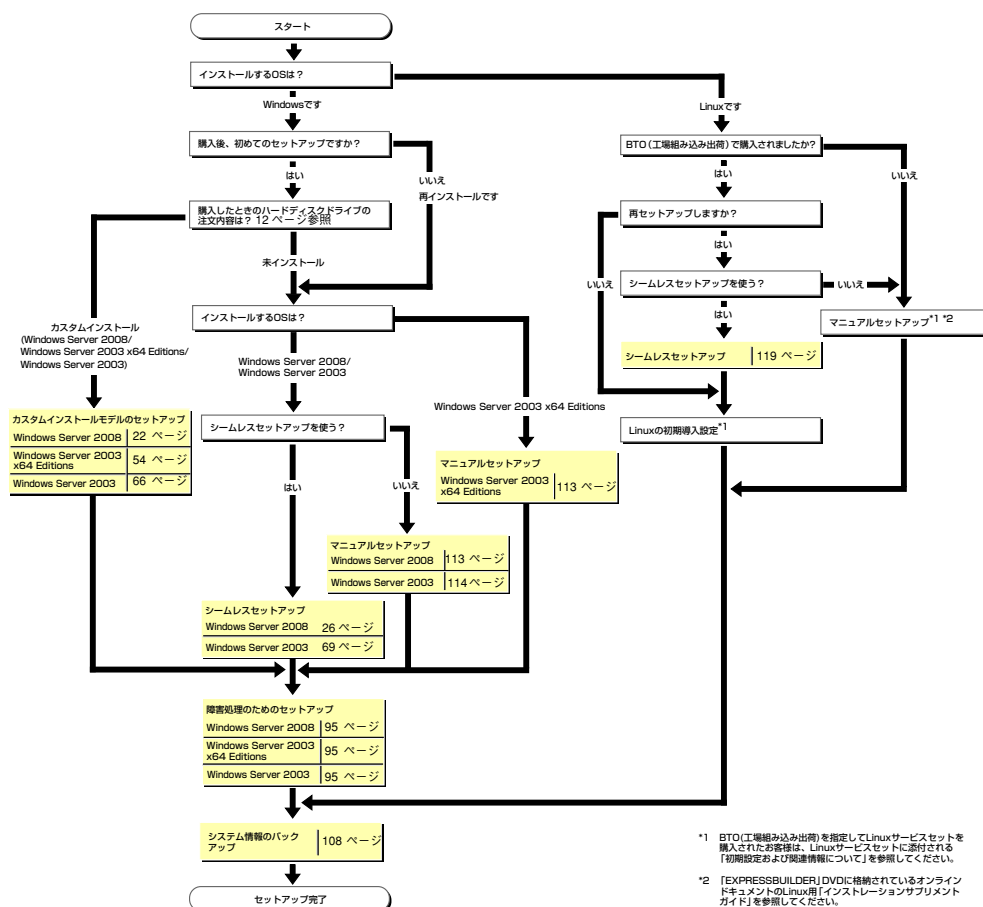 スタート
インストールするOSは？
Windowsです
Linuxです
購入後、初めてのセットアップですか？
はい
いいえ
再インストールです
購入したときのハードディスクドライブの
注文内容は？ 12 ページ参照
未インストール
カスタムインストール
(Windows Server 2008/
Windows Server 2003 x64 Editions/
Windows Server 2003)
インストールするOSは？
Windows Server 2008/
Windows Server 2003
Windows Server 2003 x64 Editions
カスタムインストールモデルのセットアップ
Windows Server 2008 22 ページ
Windows Server 2003
x64 Editions 54 ページ
Windows Server 2003 66 ページ
シームレスセットアップを使う？
はい
いいえ
マニュアルセットアップ
Windows Server 2003
x64 Editions 113 ページ
マニュアルセットアップ
Windows Server 2008 113 ページ
Windows Server 2003 114 ページ
シームレスセットアップ
Windows Server 2008 26 ページ
Windows Server 2003 69 ページ
障害処理のためのセットアップ
Windows Server 2008 95 ページ
Windows Server 2003
x64 Editions 95 ページ
Windows Server 2003 95 ページ
システム情報のバック
アップ 108 ページ
セットアップ完了
BTO（工場組み込み出荷）で購入されましたか？
はい
いいえ
再セットアップしますか？
はい
いいえ
シームレスセットアップを使う？
いいえ
はい
マニュアルセットアップ*1 *2
シームレスセットアップ 119 ページ
Linuxの初期導入設定*1
*1 BTO(工場組み込み出荷)を指定してLinuxサービスセットを
購入されたお客様は、Linuxサービスセットに添付される
「初期設定および関連情報について」を参照してください。
*2 「EXPRESSBUILDER」DVDに格納されているオンライン
ドキュメントのLinux用「インストレーションサプリメント
ガイド」を参照してください。